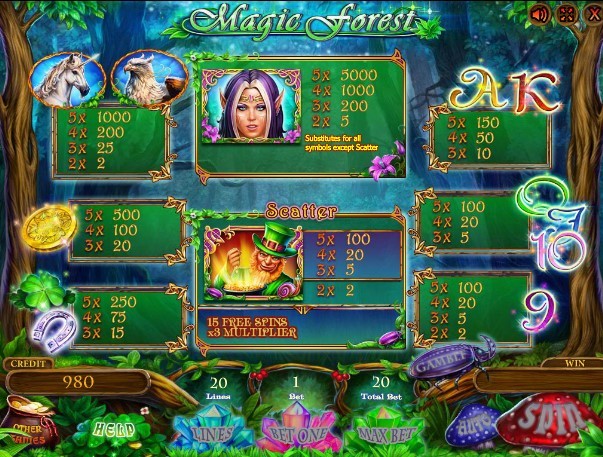 Magic Forest
5x 1000
4x 200
3x 25
2x 2
5x 5000
4x 1000
3x 200
2x 5
Substitutes for all
symbols except Scatter
A K
5x 150
4x 50
3x 10
5x 500
4x 100
3x 20
Scatter
5x 100
4x 20
3x 5
2x 2
15 FREE SPINS
x3 MULTIPLIER
5x 100
4x 20
3x 5
Q
J
10
5x 250
4x 75
3x 15
5x 100
4x 20
3x 5
2x 2
9
CREDIT
980
20
Lines
1
Bet
20
Total Bet
GAMBLE
WIN
OTHER
GAMES
HELP
LINES
BET ONE
MAX BET
AUTO
SPIN